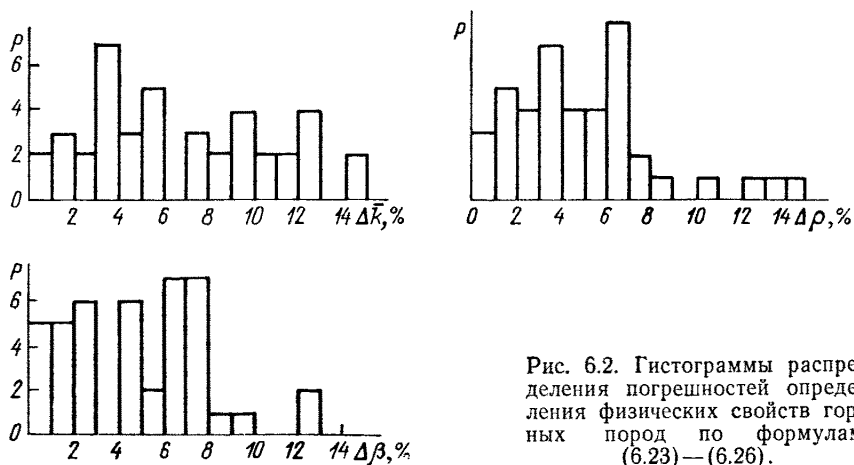 P
6
4
2
0
2 4 6 8 10 12 14 Δk̄,%
P
0 2 4 6 8 10 12 14 Δρ,%
P
6
4
2
0
2 4 6 8 10 12 14 Δβ,%
Рис. 6.2. Гистограммы распре-
деления погрешностей опреде-
ления физических свойств гор-
ных пород по формулам
(6.23)—(6.26).